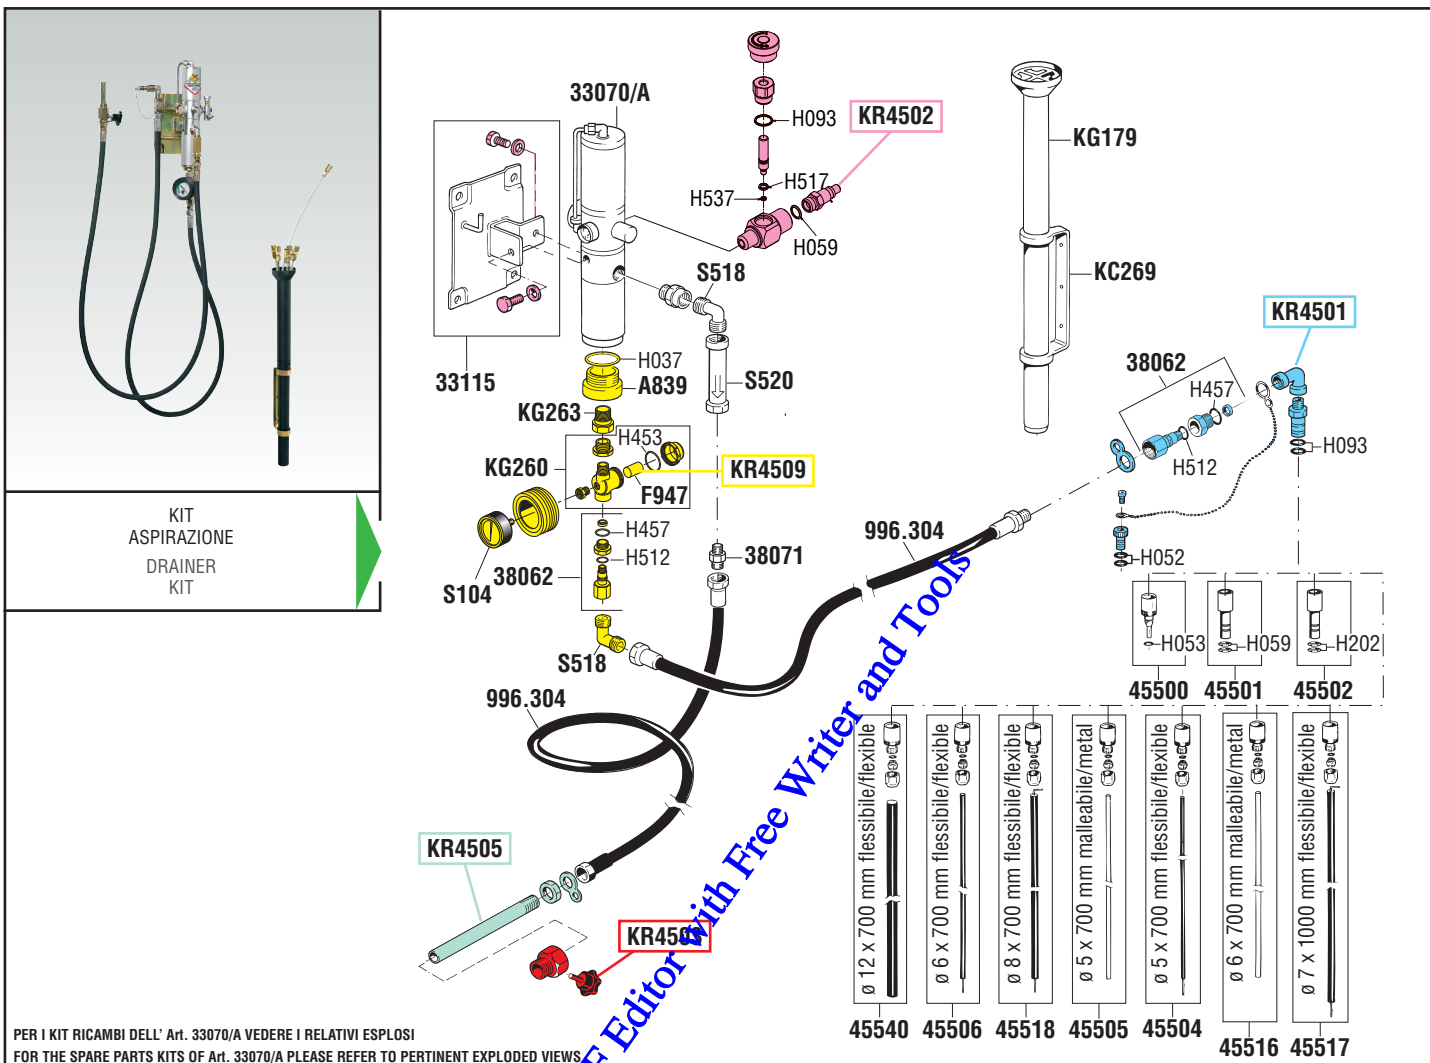 33070/A
H093
KR4502
H517
H537
H059
S518
KG179
KC269
KR4501
33115
H037
A839
S520
38062
H457
H512
H093
KG263
H453
KG260
KR4509
F947
KIT
ASPIRAZIONE
DRAINER
KIT
H457
H512
38062
S104
38071
996.304
H052
S518
996.304
H053
H059
H202
45500
45501
45502
ø 12 x 700 mm flessibile/flexible
ø 6 x 700 mm flessibile/flexible
ø 8 x 700 mm flessibile/flexible
ø 5 x 700 mm malleabile/metal
ø 5 x 700 mm flessibile/flexible
ø 6 x 700 mm malleabile/metal
ø 7 x 1000 mm flessibile/flexible
KR4505
45540
45506
45518
45505
45504
45516
45517
PER I KIT RICAMBI DELL' Art. 33070/A VEDERE I RELATIVI ESPLOSI
FOR THE SPARE PARTS KITS OF Art. 33070/A PLEASE REFER TO PERTINENT EXPLODED VIEWS
Editor with Free Writer and Tools